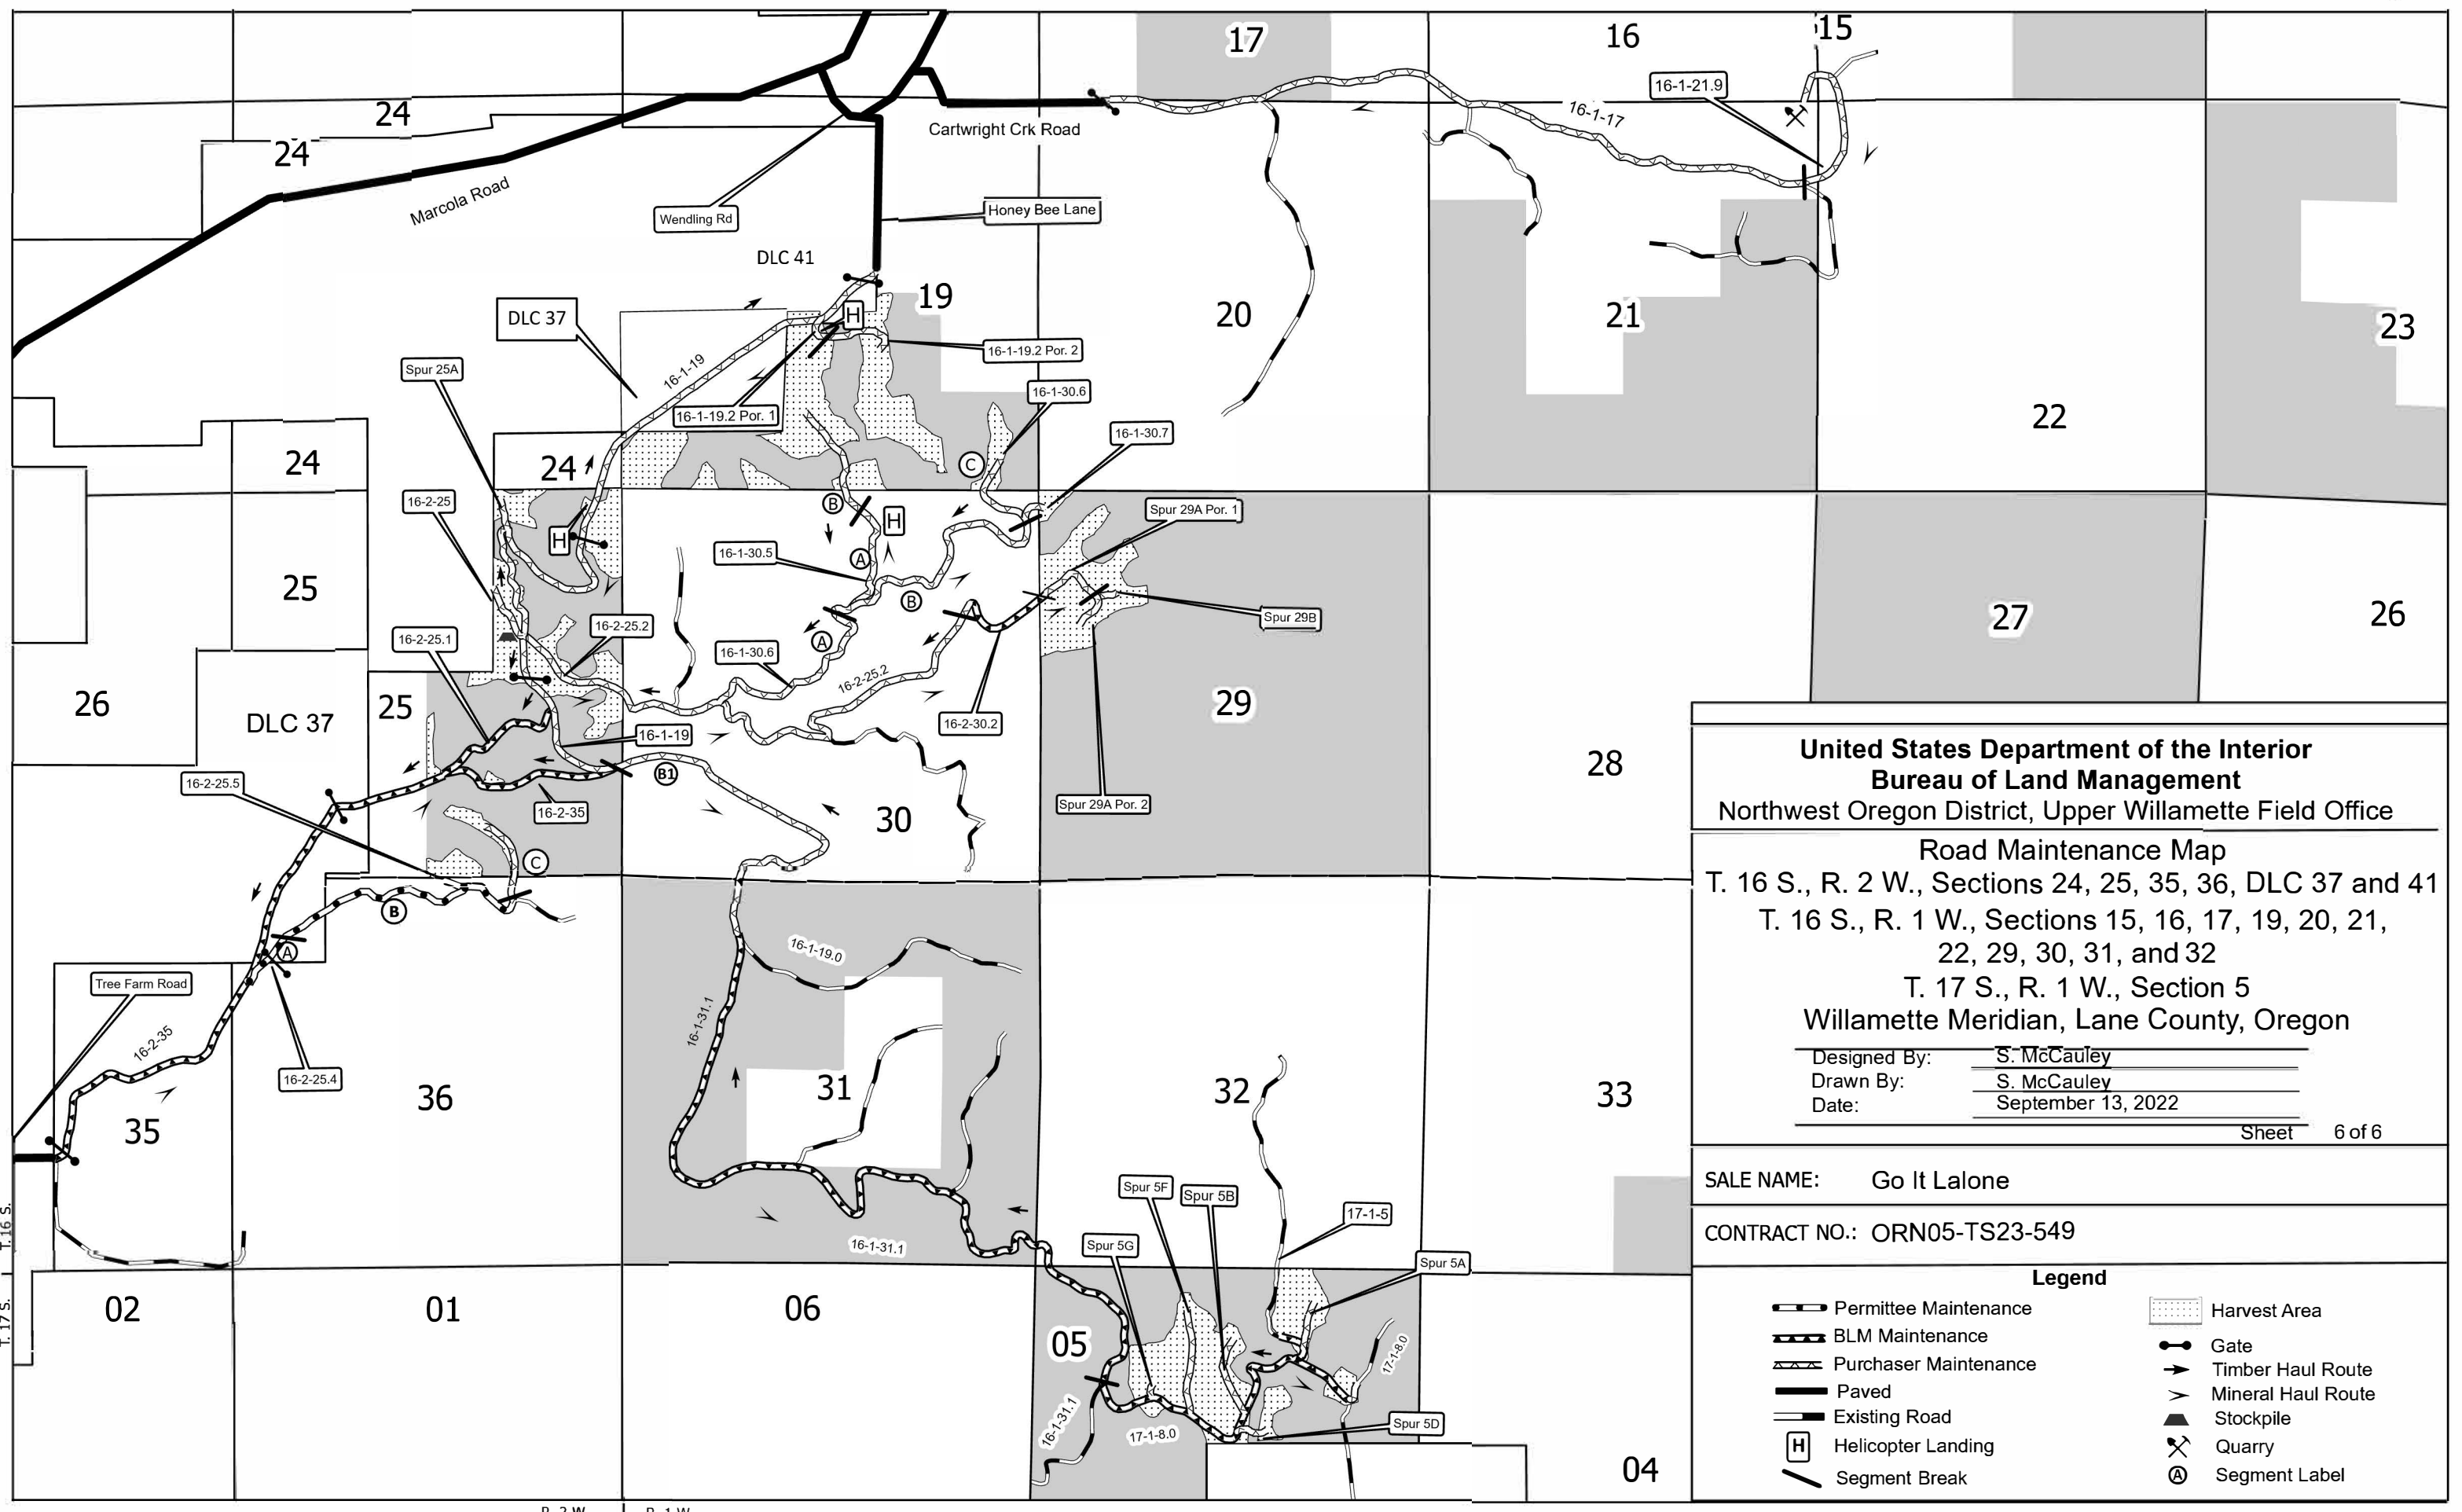 17
16
15
24
16-1-21.9
16-1-17
Cartwright Crk Road
24
Marcola Road
Wendling Rd
Honey Bee Lane
DLC 41
19
20
21
23
DLC 37
16-1-19
16-1-19.2 Por. 2
Spur 25A
16-1-19.2 Por. 1
16-1-30.6
22
16-1-30.7
24
24
C
16-2-25
B
H
H
H
Spur 29A Por. 1
16-1-30.5
A
25
B
27
26
Spur 29B
16-2-25.1
16-2-25.2
A
16-1-30.6
16-2-25.2
26
DLC 37
25
16-2-30.2
29
16-1-19
B1
16-2-25.5
16-2-35
30
Spur 29A Por. 2
28
C
B
A
Tree Farm Road
16-2-35
16-2-25.4
35
36
16-1-19.0
16-1-31.1
31
32
33
16-1-31.1
Spur 5F
Spur 5B
17-1-5
Spur 5G
Spur 5A
T. 16 S.
T. 17 S.
02
01
06
05
16-1-31.1
17-1-8.0
17-1-8.0
Spur 5D
04
R. 2 W.
R. 1 W.
United States Department of the Interior
Bureau of Land Management
Northwest Oregon District, Upper Willamette Field Office
Road Maintenance Map
T. 16 S., R. 2 W., Sections 24, 25, 35, 36, DLC 37 and 41
T. 16 S., R. 1 W., Sections 15, 16, 17, 19, 20, 21,
22, 29, 30, 31, and 32
T. 17 S., R. 1 W., Section 5
Willamette Meridian, Lane County, Oregon
Designed By: S. McCauley
Drawn By: S. McCauley
Date: September 13, 2022
Sheet 6 of 6
SALE NAME: Go It Lalone
CONTRACT NO.: ORN05-TS23-549
Legend
Permittee Maintenance
BLM Maintenance
Purchaser Maintenance
Paved
Existing Road
H Helicopter Landing
Segment Break
Harvest Area
Gate
Timber Haul Route
Mineral Haul Route
Stockpile
Quarry
A Segment Label